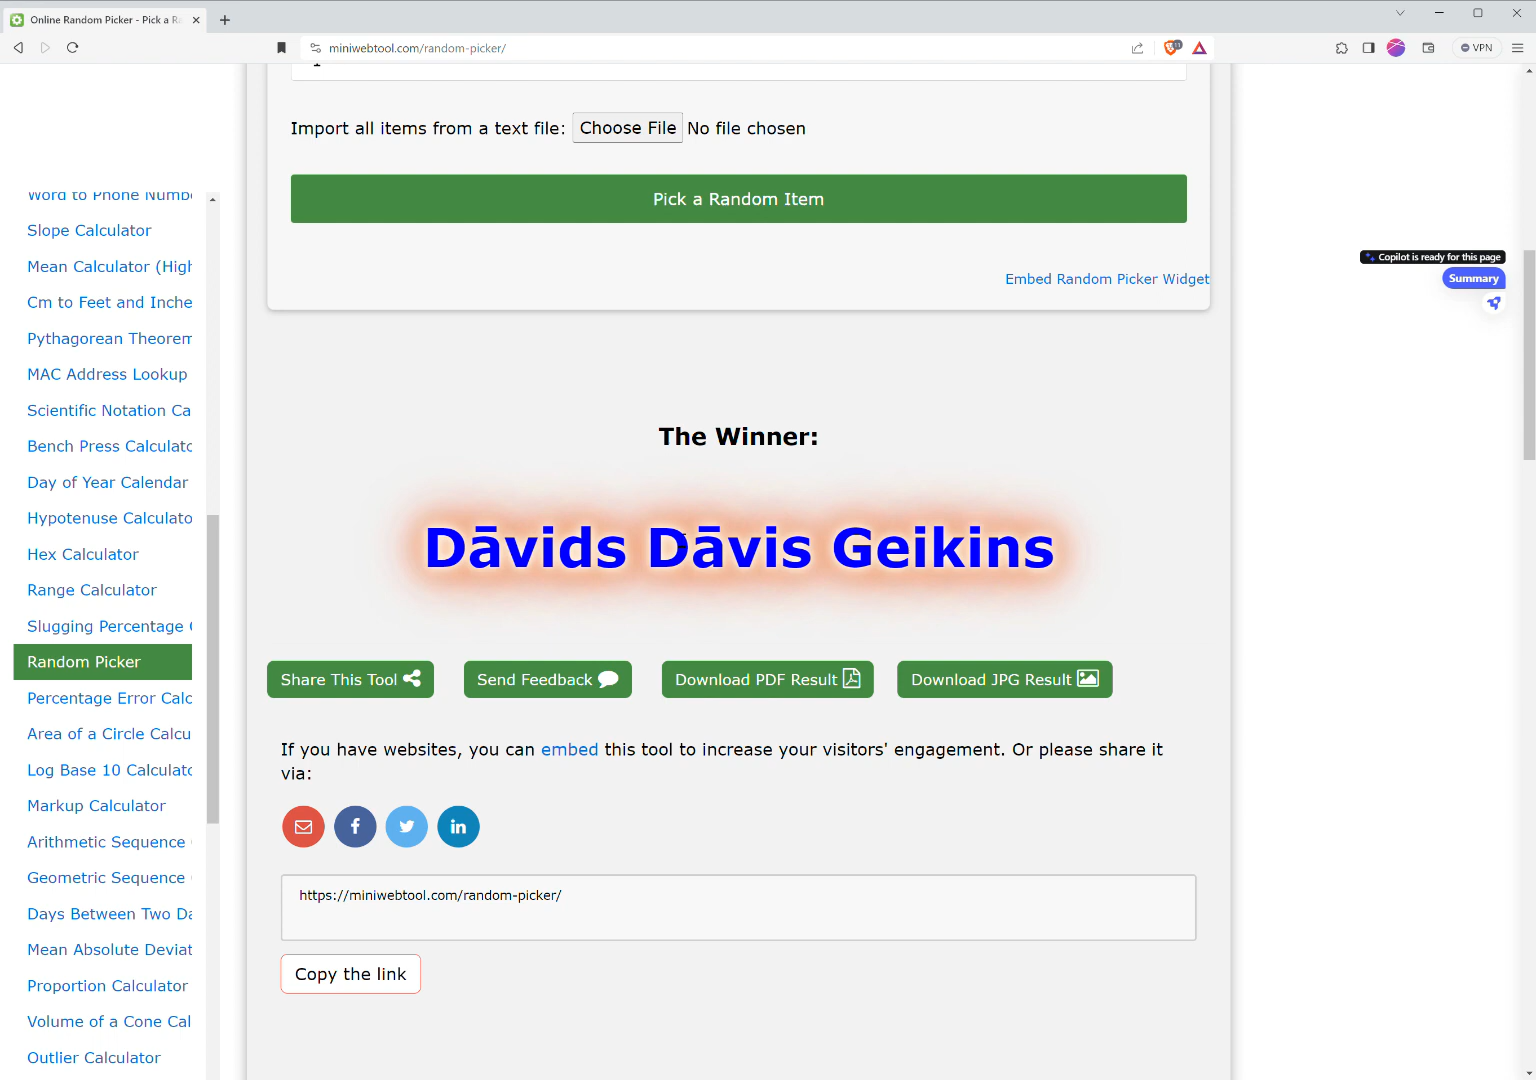 Online Random Picker - Pick a Ra
miniwebtool.com/random-picker/
11
VPN
Import all items from a text file: Choose File No file chosen
Pick a Random Item
Embed Random Picker Widget
Copilot is ready for this page
Summary
Word to Phone Numbe
Slope Calculator
Mean Calculator (High
Cm to Feet and Inche
Pythagorean Theorem
MAC Address Lookup
Scientific Notation Ca
Bench Press Calculato
Day of Year Calendar
Hypotenuse Calculato
Hex Calculator
Range Calculator
Slugging Percentage
Random Picker
Percentage Error Calc
Area of a Circle Calcu
Log Base 10 Calculato
Markup Calculator
Arithmetic Sequence
Geometric Sequence
Days Between Two Da
Mean Absolute Deviat
Proportion Calculator
Volume of a Cone Cal
Outlier Calculator
The Winner:
Dāvids Dāvis Geikins
Share This Tool
Send Feedback
Download PDF Result
Download JPG Result
If you have websites, you can embed this tool to increase your visitors' engagement. Or please share it
via:
https://miniwebtool.com/random-picker/
Copy the link